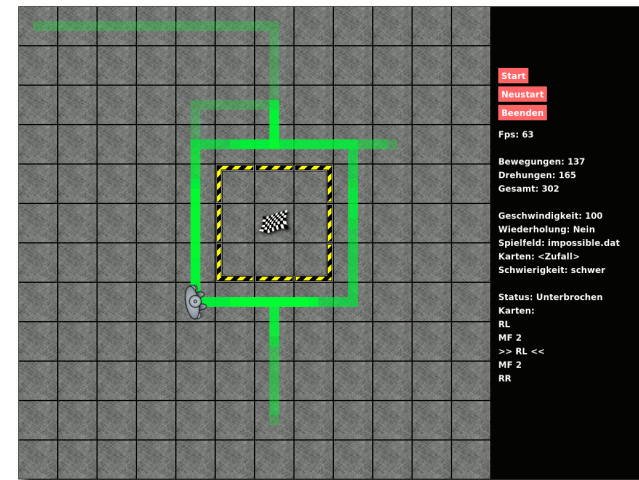 Start
Neustart
Beenden
Fps: 63
Bewegungen: 137
Drehungen: 165
Gesamt: 302
Geschwindigkeit: 100
Wiederholung: Nein
Spielfeld: impossible.dat
Karten: <Zufall>
Schwierigkeit: schwer
Status: Unterbrochen
Karten:
RL
MF 2
>> RL <<
MF 2
RR